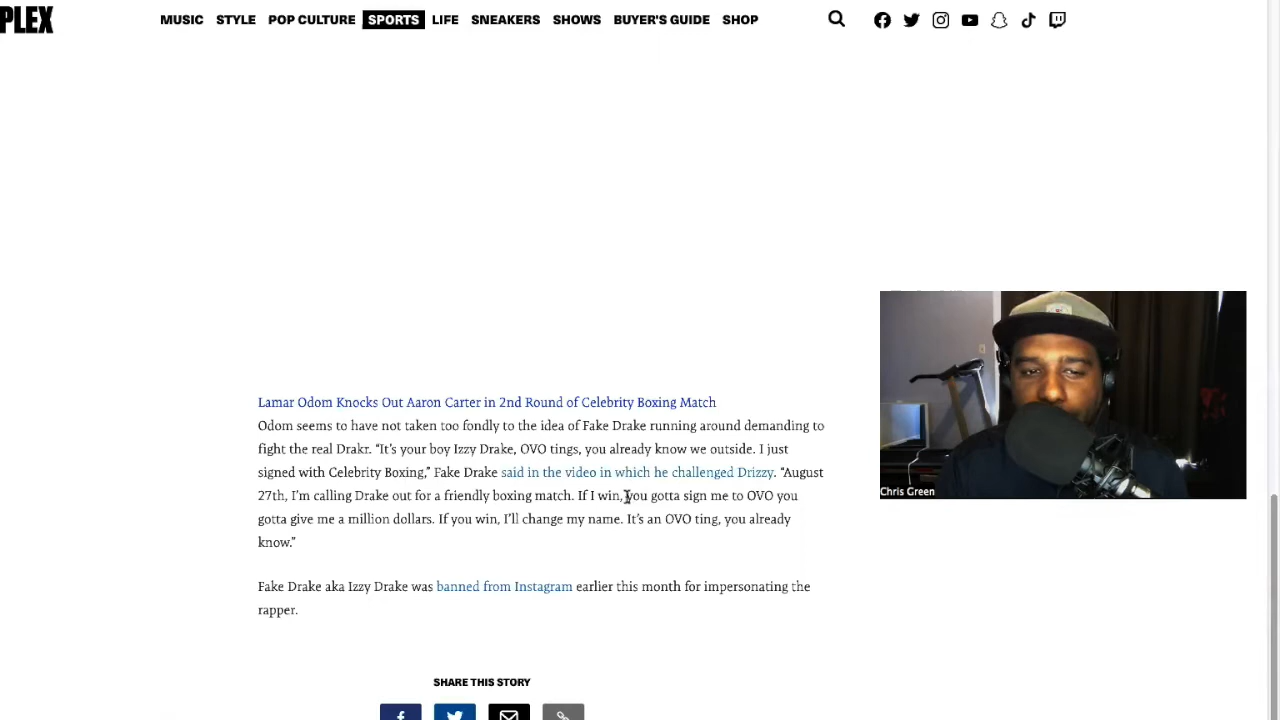 PLEX
MUSIC STYLE POP CULTURE SPORTS LIFE SNEAKERS SHOWS BUYER'S GUIDE SHOP
Lamar Odom Knocks Out Aaron Carter in 2nd Round of Celebrity Boxing Match
Odom seems to have not taken too fondly to the idea of Fake Drake running around demanding to
fight the real Drakr. “It’s your boy Izzy Drake, OVO tings, you already know we outside. I just
signed with Celebrity Boxing,” Fake Drake said in the video in which he challenged Drizzy. “August
27th, I’m calling Drake out for a friendly boxing match. If I win, you gotta sign me to OVO you
gotta give me a million dollars. If you win, I’ll change my name. It’s an OVO ting, you already
know.”
Fake Drake aka Izzy Drake was banned from Instagram earlier this month for impersonating the
rapper.
SHARE THIS STORY
Chris Green